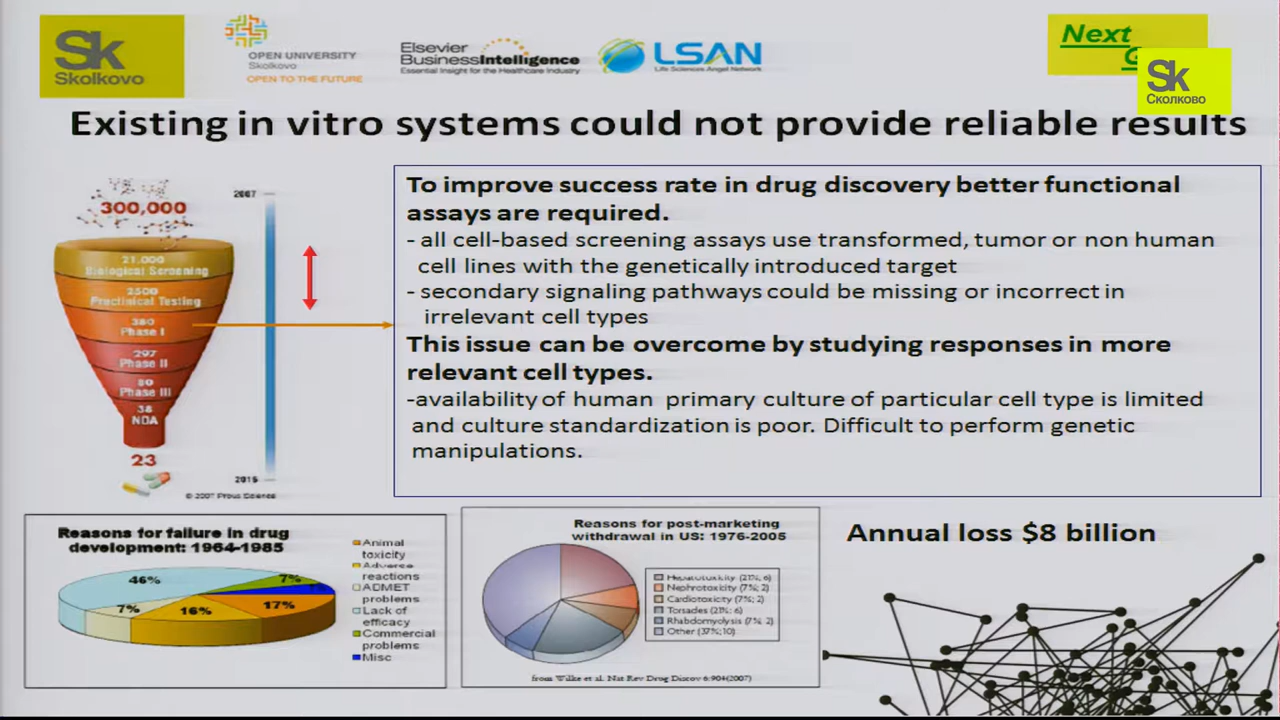 Sk
Skolkovo
OPEN UNIVERSITY
Skolkovo
OPEN TO THE FUTURE
Elsevier
BusinessIntelligence
Essential Insight for the Healthcare Industry
LSAN
Life Sciences Angel Network
Next
G
Sk
Сколково
Existing in vitro systems could not provide reliable results
300,000
21,000
Biological Screening
2500
Preclinical Testing
380
Phase I
297
Phase II
80
Phase III
38
NDA
23
2007
2015
© 2007 Prous Science
To improve success rate in drug discovery better functional
assays are required.
- all cell-based screening assays use transformed, tumor or non human
cell lines with the genetically introduced target
- secondary signaling pathways could be missing or incorrect in
irrelevant cell types
This issue can be overcome by studying responses in more
relevant cell types.
-availability of human primary culture of particular cell type is limited
and culture standardization is poor. Difficult to perform genetic
manipulations.
Reasons for failure in drug
development: 1964-1985
46%
7%
7%
16%
17%
Animal
toxicity
Adverse
reactions
ADMET
problems
Lack of
efficacy
Commercial
problems
Misc
Reasons for post-marketing
withdrawal in US: 1976-2005
Hepatotoxicity (21%; 6)
Nephrotoxicity (7%; 2)
Cardiotoxicity (7%; 2)
Torsades (21%; 6)
Rhabdomolysis (7%; 2)
Other (37%; 10)
from Wilke et al. Nat Rev Drug Discov 6:904(2007)
Annual loss $8 billion